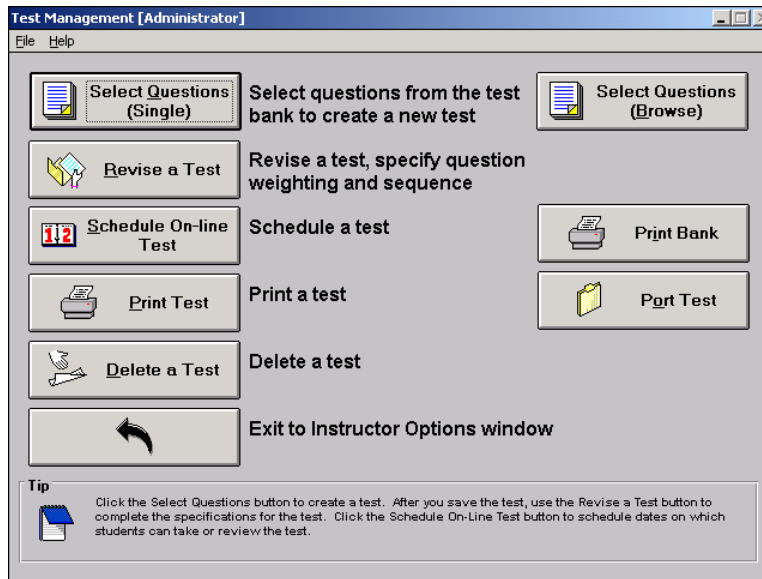 Test Management [Administrator]
File Help
Select Questions
(Single)
Select questions from the test
bank to create a new test
Select Questions
(Browse)
Revise a Test
Revise a test, specify question
weighting and sequence
Schedule On-line
Test
Schedule a test
Print Bank
Print Test
Print a test
Port Test
Delete a Test
Delete a test
Exit to Instructor Options window
Tip
Click the Select Questions button to create a test. After you save the test, use the Revise a Test button to
complete the specifications for the test. Click the Schedule On-Line Test button to schedule dates on which
students can take or review the test.